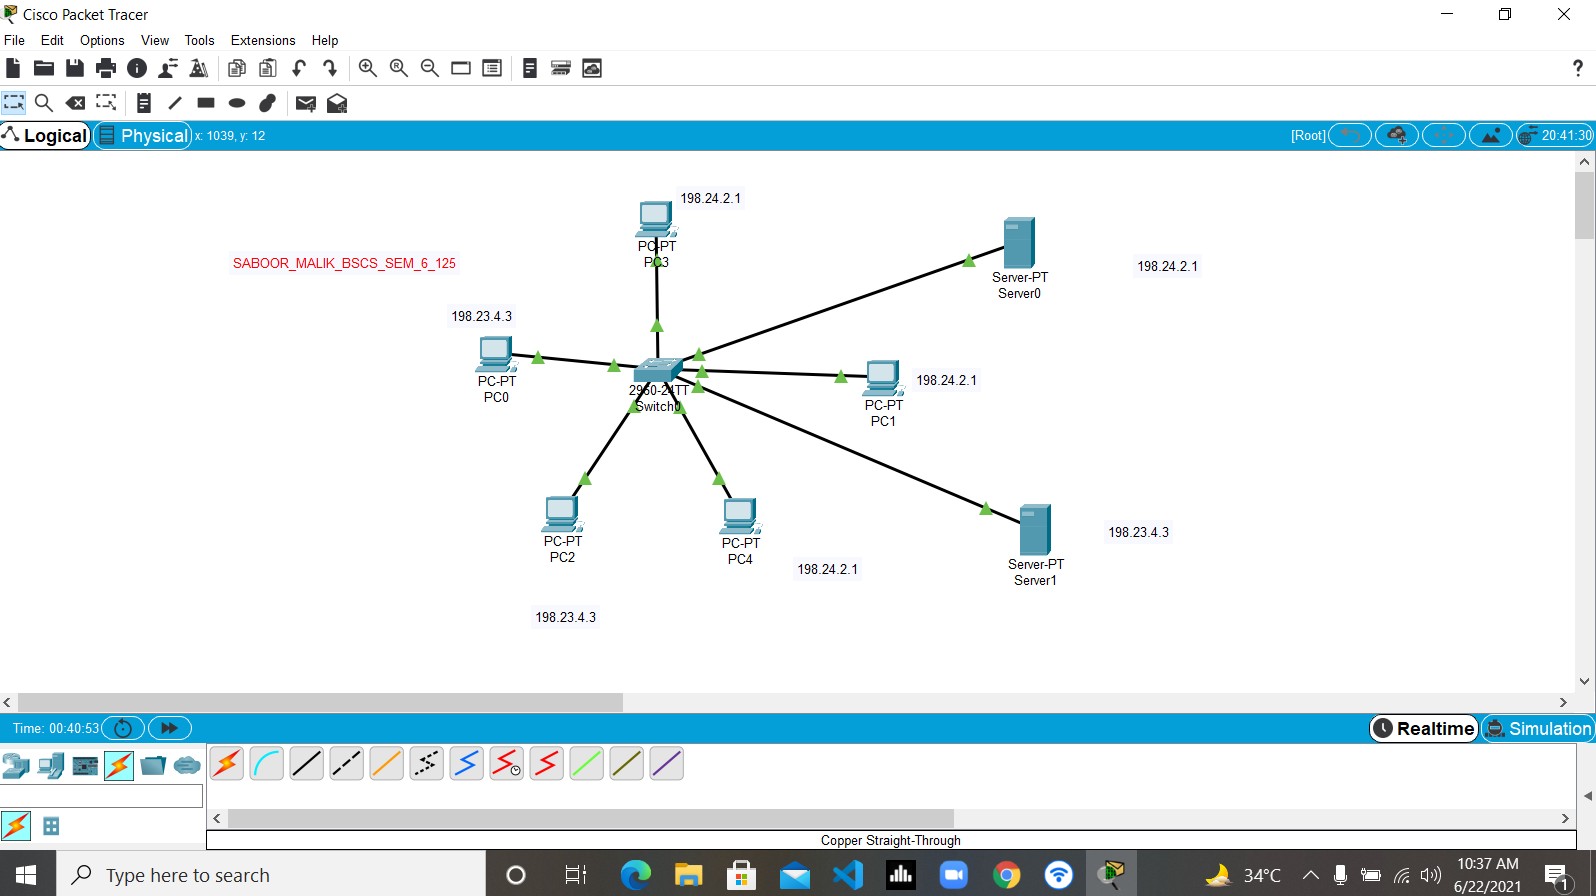 Cisco Packet Tracer
File Edit Options View Tools Extensions Help
?
Logical Physical x: 1039, y: 12 [Root] 20:41:30
198.24.2.1
PC-PT
PC3
SABOOR_MALIK_BSCS_SEM_6_125
Server-PT
Server0
198.24.2.1
198.23.4.3
PC-PT
PC0
2960-24TT
Switch0
PC-PT
PC1
198.24.2.1
PC-PT
PC2
PC-PT
PC4
198.24.2.1
Server-PT
Server1
198.23.4.3
198.23.4.3
Time: 00:40:53 Realtime Simulation
Copper Straight-Through
Type here to search 34°C 10:37 AM
6/22/2021
1